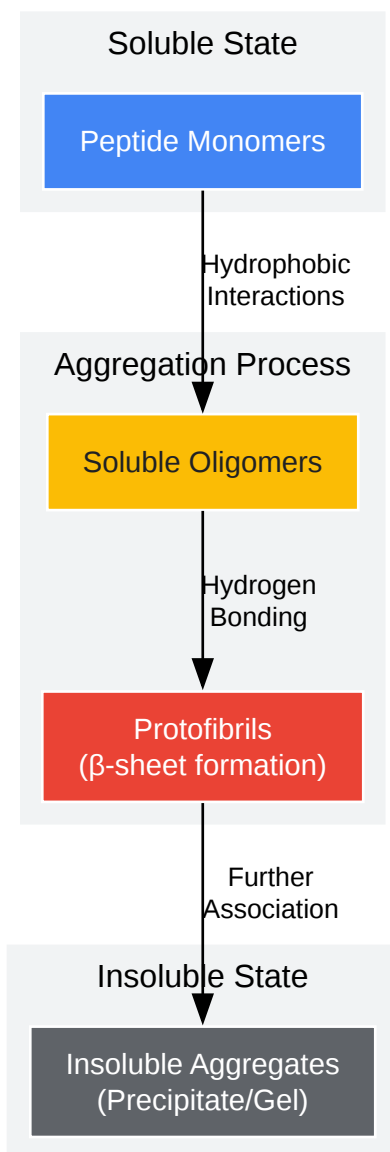 Soluble State
Peptide Monomers
Hydrophobic
Interactions
Aggregation Process
Soluble Oligomers
Hydrogen
Bonding
Protofibrils
(β-sheet formation)
Further
Association
Insoluble State
Insoluble Aggregates
(Precipitate/Gel)